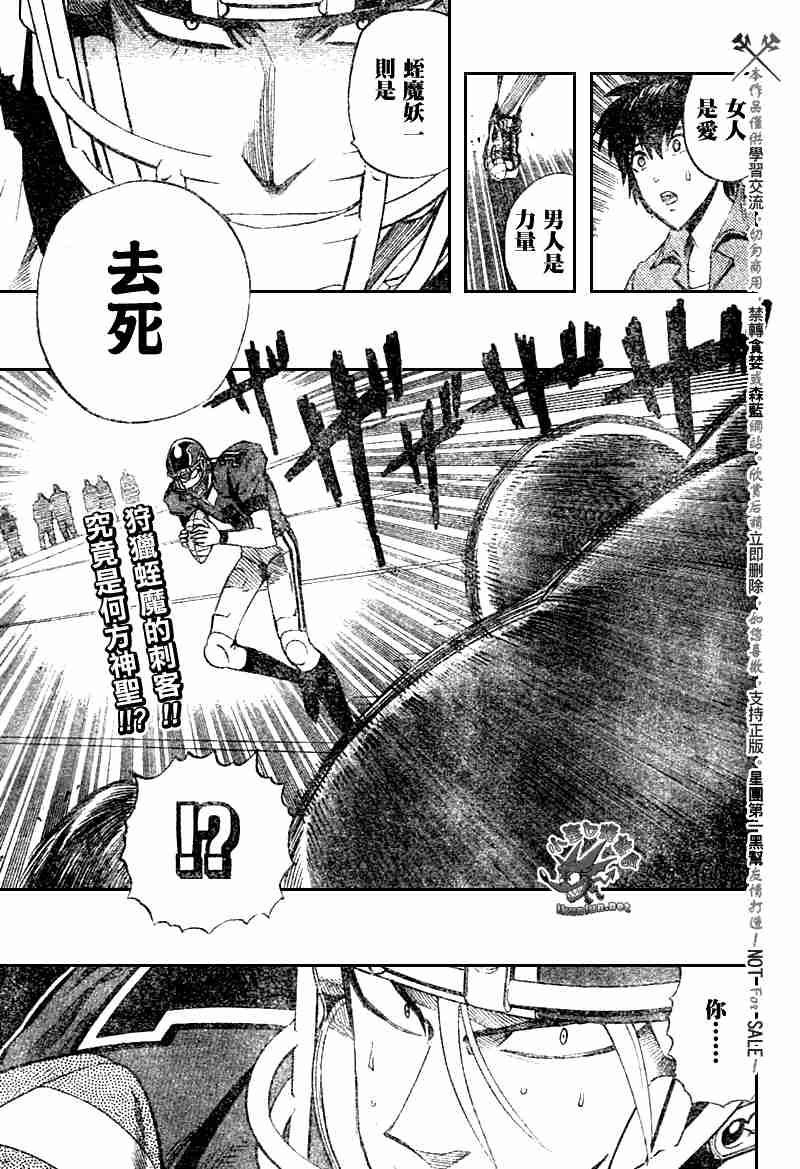 女人
是愛
男人是
力量
蛭魔妖一
則是
去死
狩獵蛭魔的刺客!!
究竟是何方神聖!!?
!?
你……
本作品僅供學習交流,切勿商用,禁轉貪婪或森藍網站。欣賞后請立即刪除,如您喜歡,支持正版。星團第一黑幫友情打造!NOT-For-SALE!